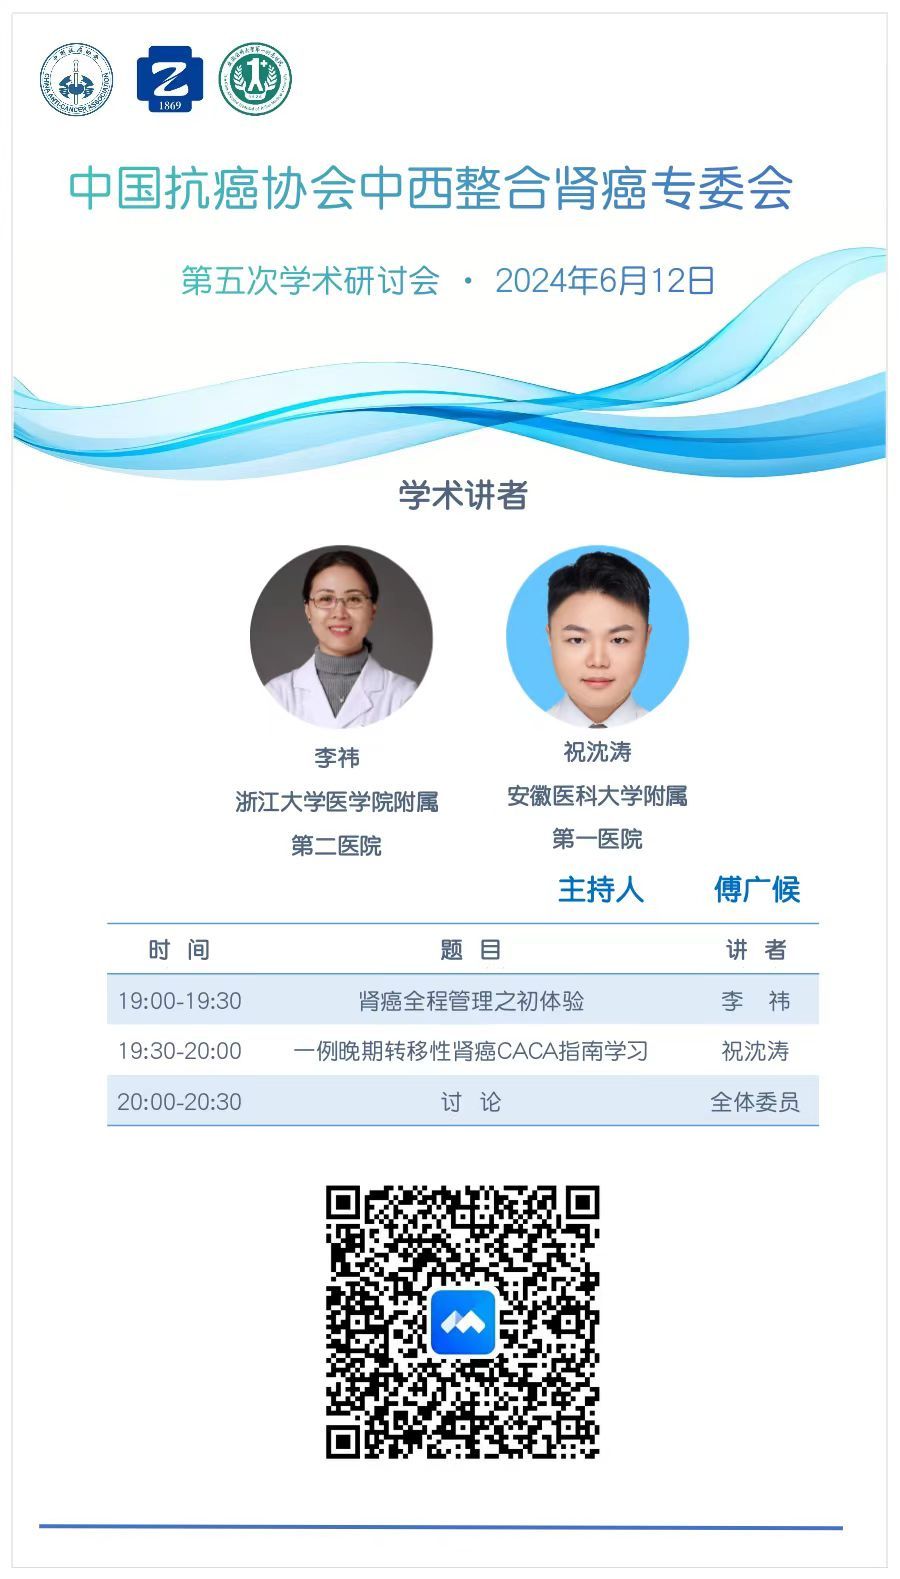 CHINA ANTI-CANCER ASSOCIATION
1869
中国抗癌协会中西整合肾癌专委会
第五次学术研讨会 · 2024年6月12日
学术讲者
李祎
浙江大学医学院附属
第二医院
祝沈涛
安徽医科大学附属
第一医院
主持人 傅广候
时 间 题 目 讲 者
19:00-19:30 肾癌全程管理之初体验 李 祎
19:30-20:00 一例晚期转移性肾癌CACA指南学习 祝沈涛
20:00-20:30 讨 论 全体委员